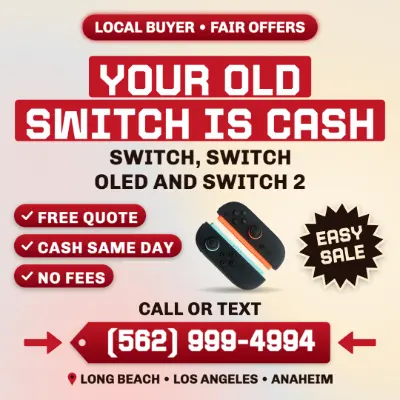 LOCAL BUYER • FAIR OFFERS
YOUR OLD
SWITCH IS CASH
SWITCH, SWITCH
OLED AND SWITCH 2
FREE QUOTE
CASH SAME DAY
NO FEES
EASY
SALE
CALL OR TEXT
(562) 999-4994
LONG BEACH • LOS ANGELES • ANAHEIM